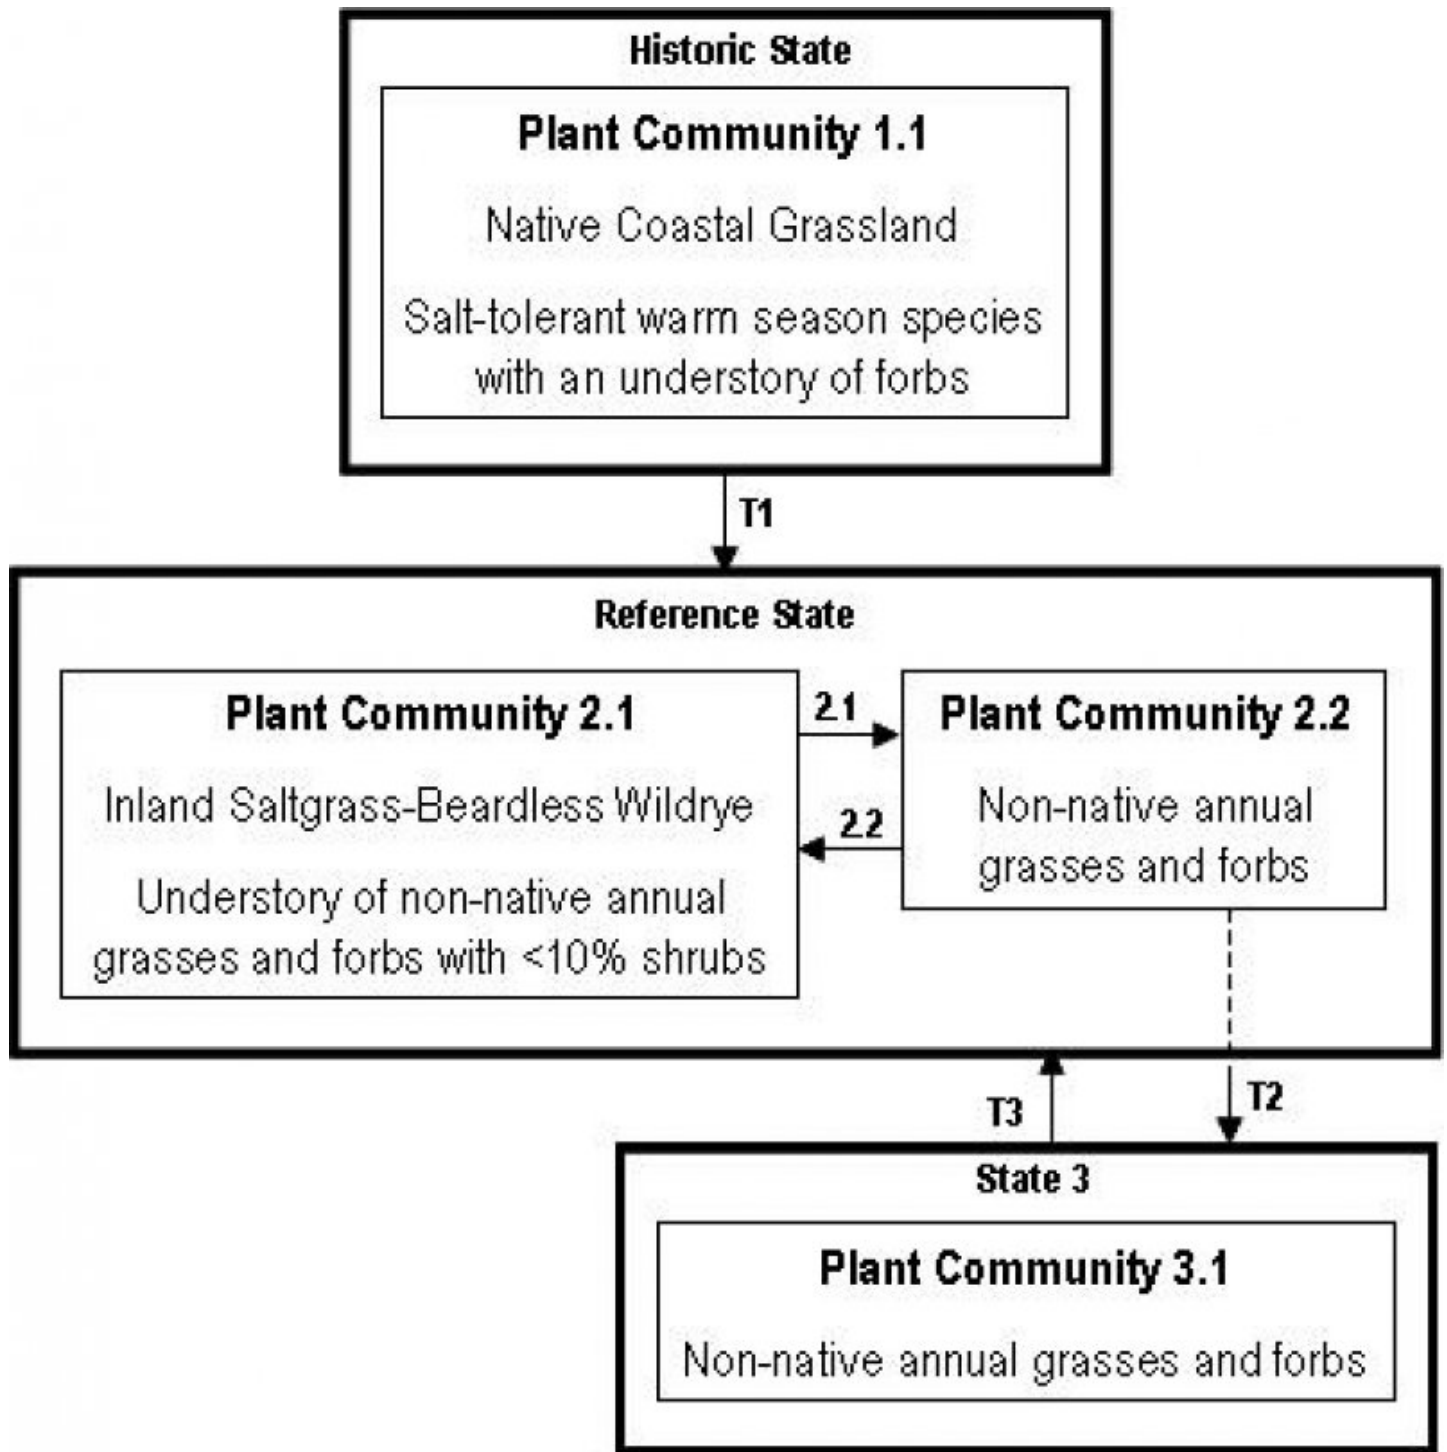 Historic State
Plant Community 1.1
Native Coastal Grassland
Salt-tolerant warm season species
with an understory of forbs
T1
Reference State
Plant Community 2.1
Inland Saltgrass-Beardless Wildrye
Understory of non-native annual
grasses and forbs with <10% shrubs
2.1
2.2
Plant Community 2.2
Non-native annual
grasses and forbs
T3
T2
State 3
Plant Community 3.1
Non-native annual grasses and forbs